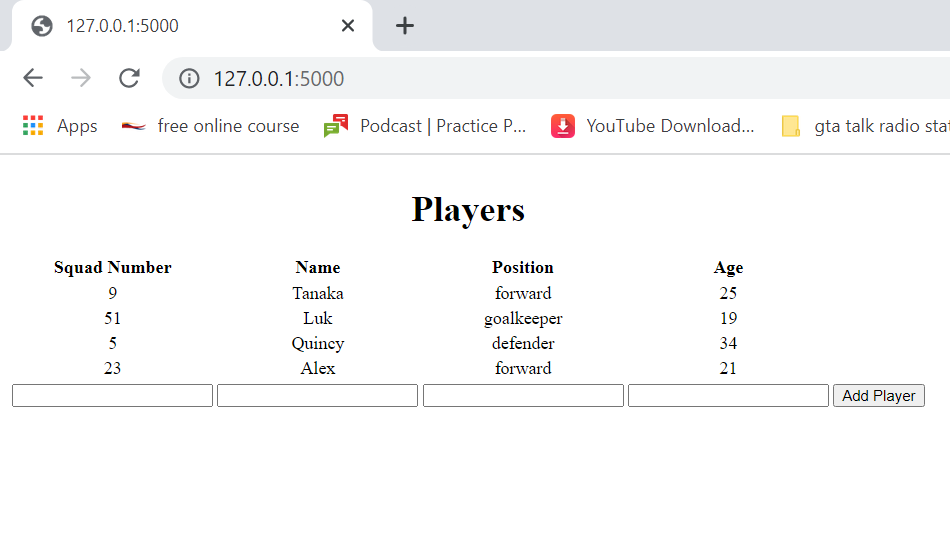 127.0.0.1:5000
127.0.0.1:5000
Apps free online course Podcast | Practice P... YouTube Download... gta talk radio
Players
Squad Number Name Position Age
9 Tanaka forward 25
51 Luk goalkeeper 19
5 Quincy defender 34
23 Alex forward 21
Add Player